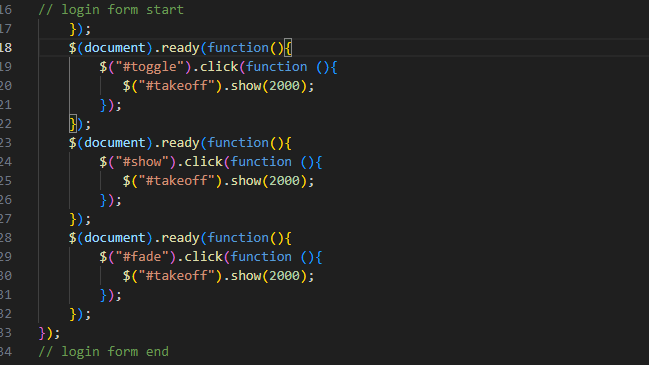 16 // login form start
17 });
18 $(document).ready(function(){
19 $("#toggle").click(function (){
20 $("#takeoff").show(2000);
21 });
22 });
23 $(document).ready(function(){
24 $("#show").click(function (){
25 $("#takeoff").show(2000);
26 });
27 });
28 $(document).ready(function(){
29 $("#fade").click(function (){
30 $("#takeoff").show(2000);
31 });
32 });
33 });
34 // login form end